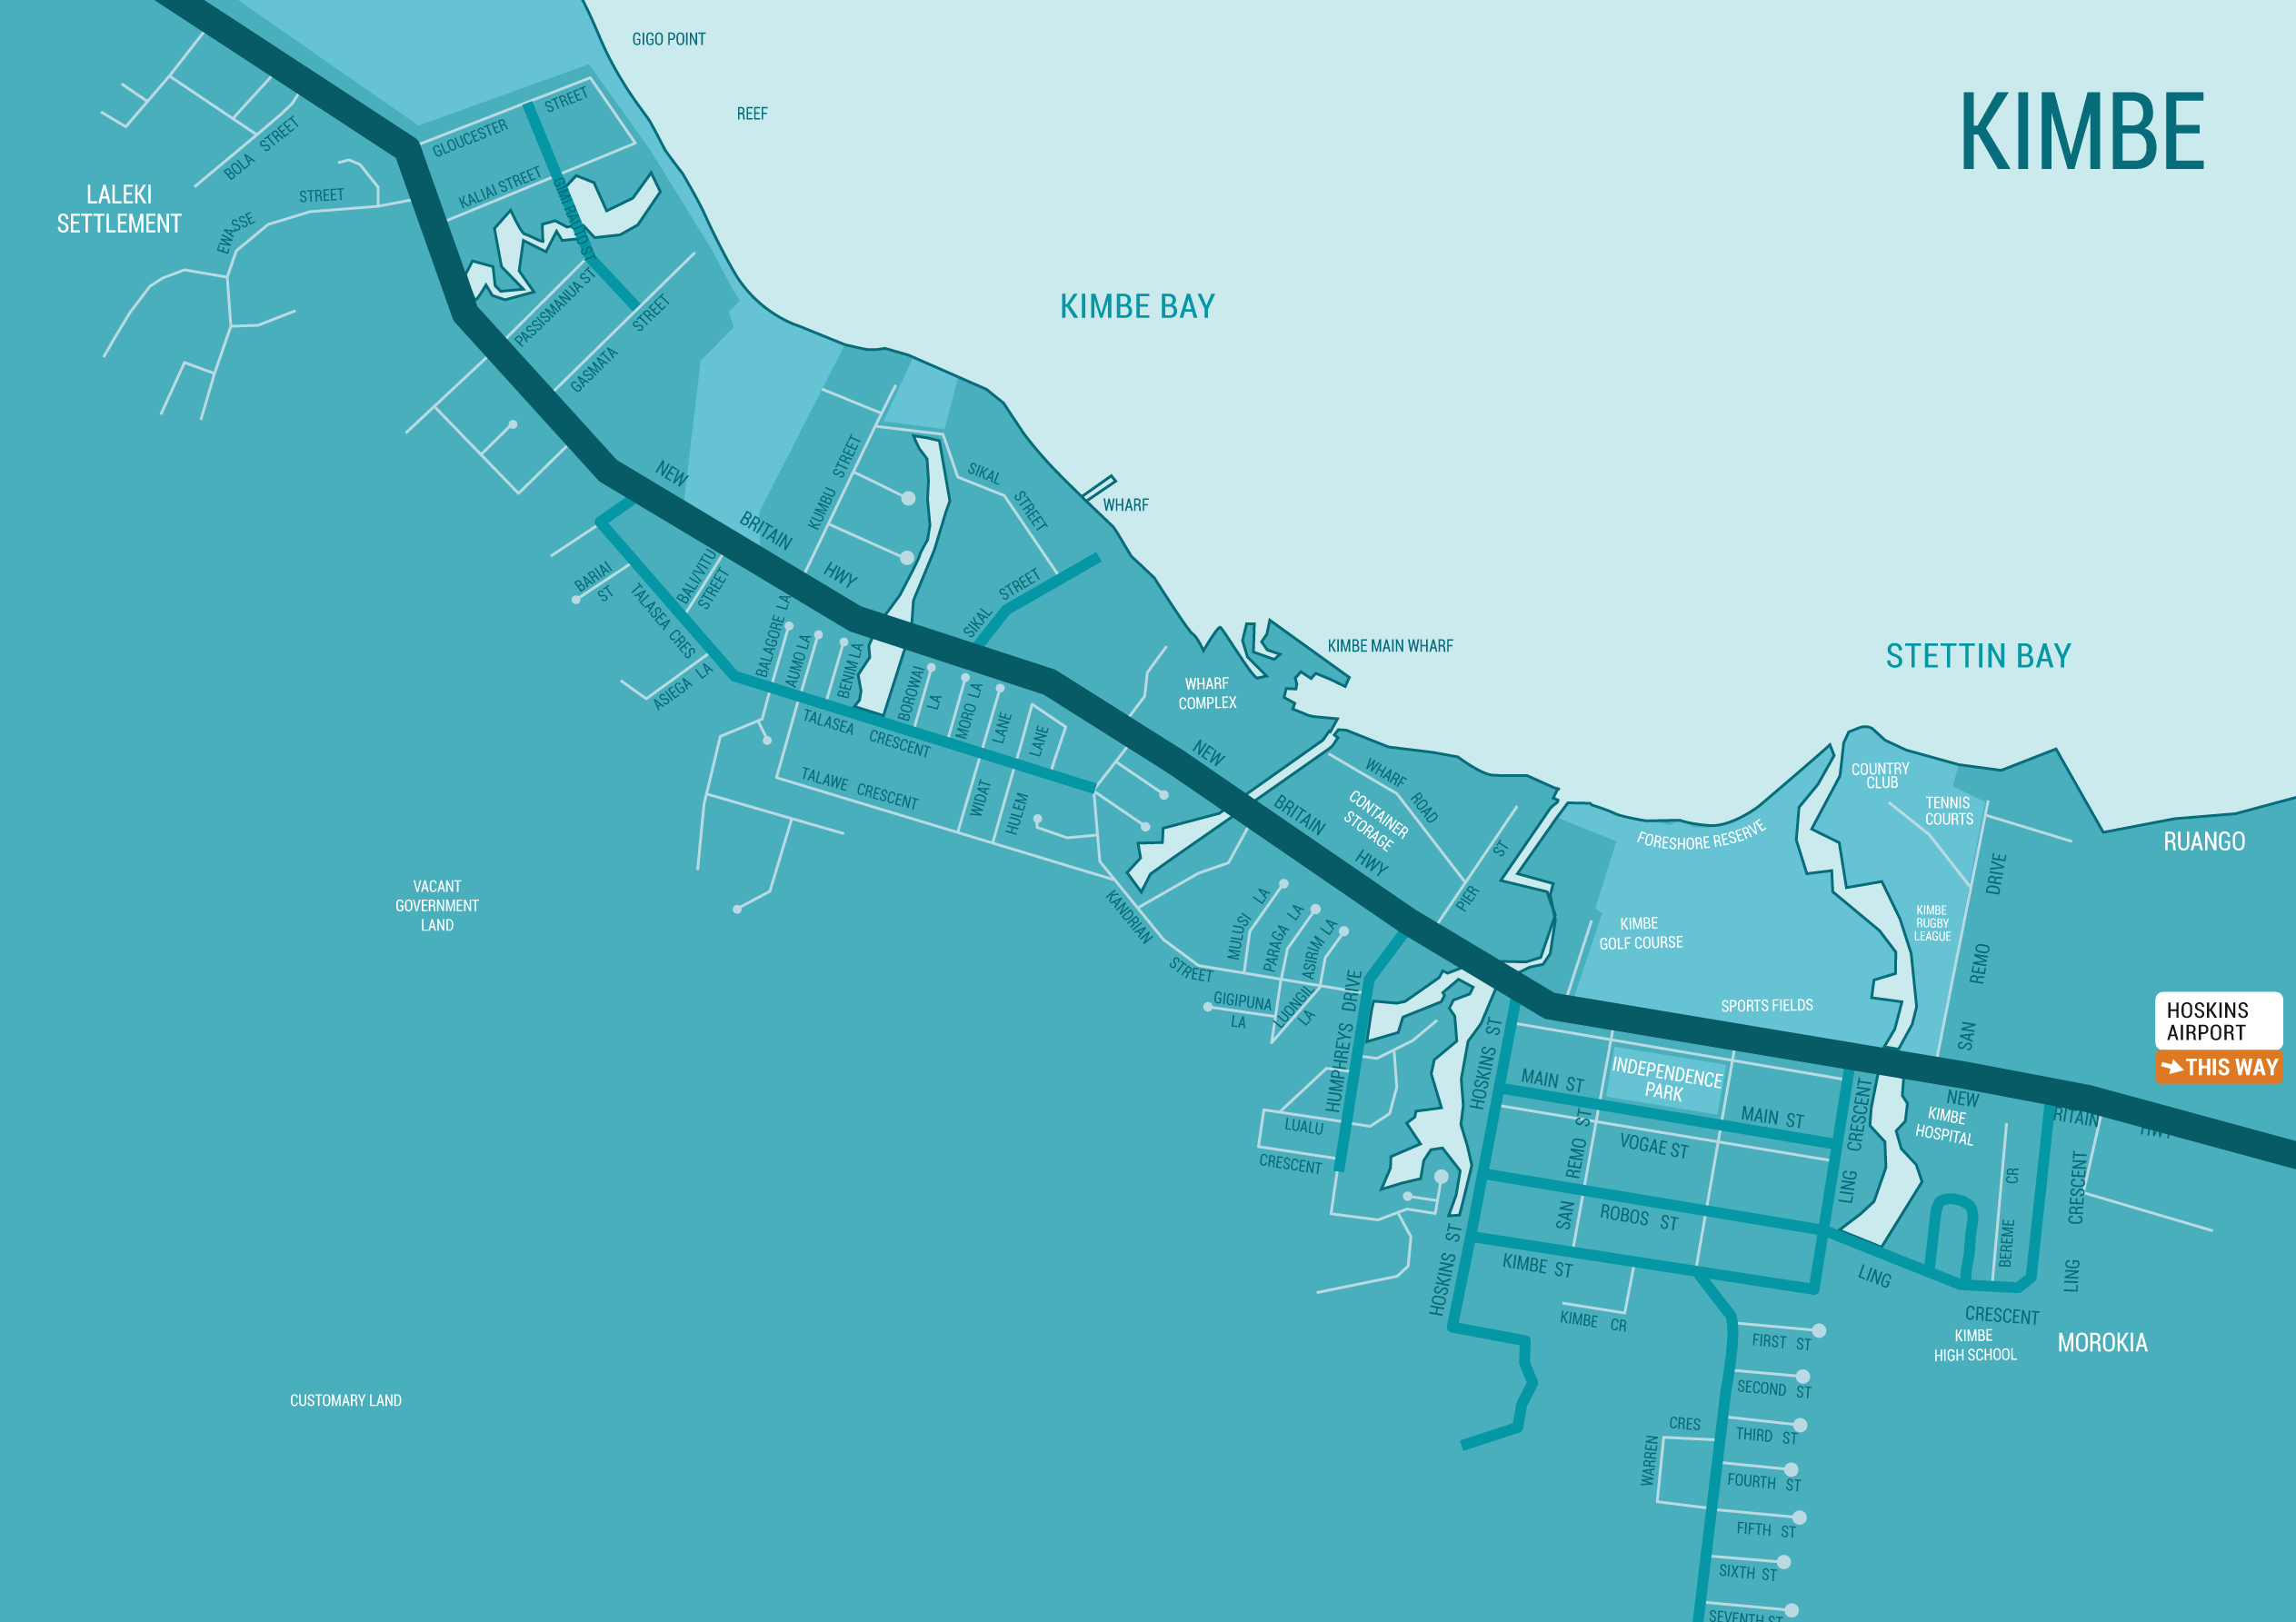 GIGO POINT
REEF
KIMBE
GLOUCESTER STREET
BOLA STREET
KALIAI STREET
LALEKI
SETTLEMENT
EWASSE STREET
PASSISMANUA ST
GASMATA STREET
KIMBE BAY
NEW BRITAIN HWY
KUMBU STREET
SIKAL STREET
WHARF
BARIAI
ST
BALI/VITU
STREET
TALASEA CRES
SIKAL STREET
ASIEGA LA
BALAGORE LA
AUMO LA
BENIM LA
BOROWAI
LA
MORO LA
WIDAT LANE
HULEM LANE
TALASEA CRESCENT
TALAWE CRESCENT
KIMBE MAIN WHARF
WHARF
COMPLEX
STETTIN BAY
NEW BRITAIN HWY
WHARF ROAD
CONTAINER
STORAGE
PIER ST
FORESHORE RESERVE
COUNTRY
CLUB
TENNIS
COURTS
RUANGO
KIMBE
RUGBY
LEAGUE
SAN REMO DRIVE
KIMBE
GOLF COURSE
SPORTS FIELDS
VACANT
GOVERNMENT
LAND
KANDRIAN STREET
MULUSI LA
PARAGA LA
ASIRIM LA
GIGIPUNA
LA
LUONGIL
LA
HUMPHREYS DRIVE
LUALU
CRESCENT
HOSKINS ST
HOSKINS
AIRPORT
THIS WAY
INDEPENDENCE
PARK
MAIN ST
MAIN ST
VOGAE ST
SAN REMO ST
ROBOS ST
KIMBE ST
HOSKINS ST
KIMBE CR
LING CRESCENT
NEW RITAIN
KIMBE
HOSPITAL
BEREME CR
LING CRESCENT
LING CRESCENT
KIMBE
HIGH SCHOOL
MOROKIA
CUSTOMARY LAND
FIRST ST
SECOND ST
THIRD ST
FOURTH ST
FIFTH ST
SIXTH ST
SEVENTH ST
WARREN CRES